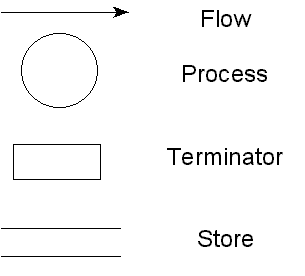 Flow
Process
Terminator
Store